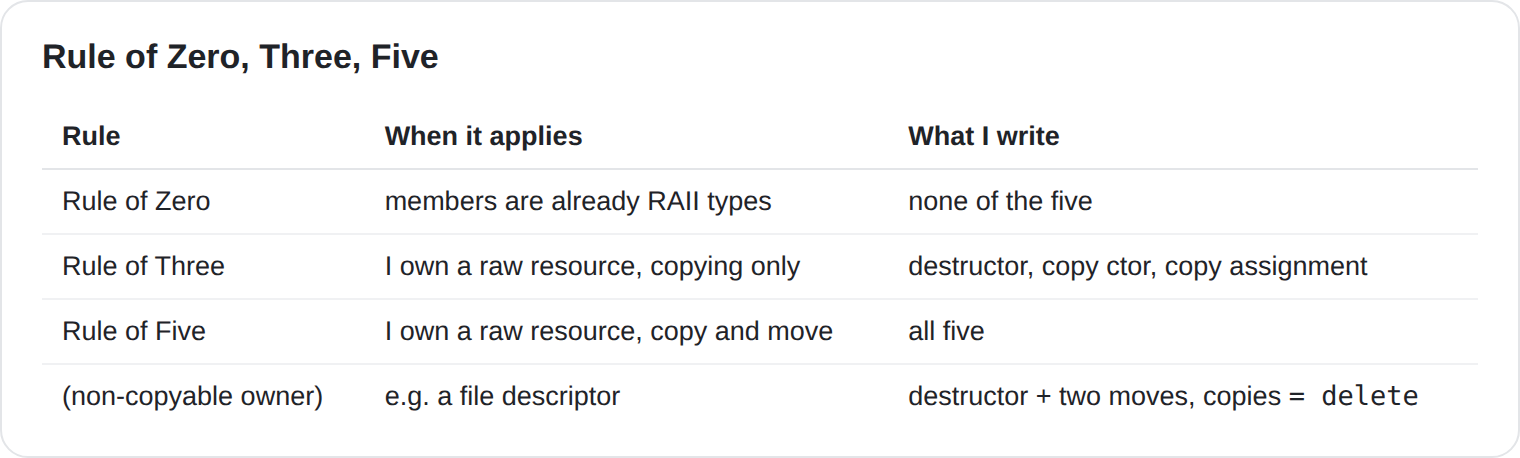 Rule of Zero, Three, Five
Rule When it applies What I write
Rule of Zero members are already RAII types none of the five
Rule of Three I own a raw resource, copying only destructor, copy ctor, copy assignment
Rule of Five I own a raw resource, copy and move all five
(non-copyable owner) e.g. a file descriptor destructor + two moves, copies = delete